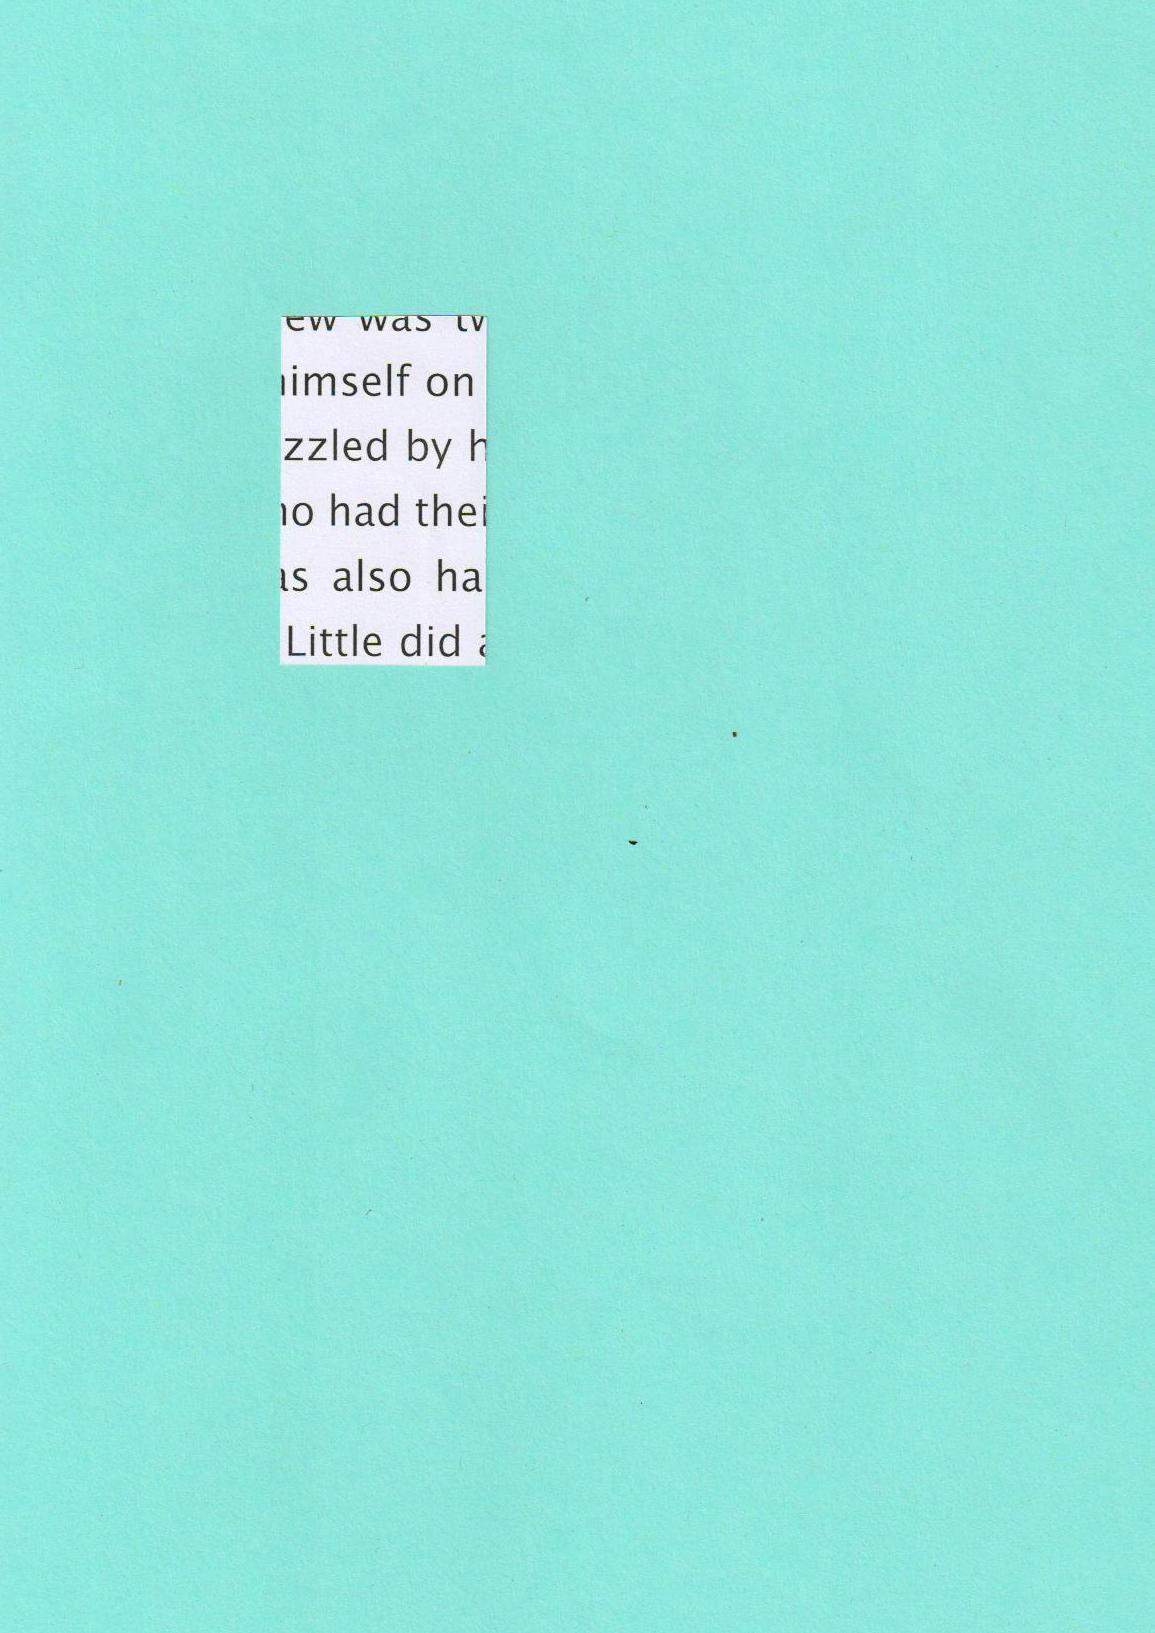 ew was tw
himself on
zzled by h
ho had thei
as also ha
Little did a